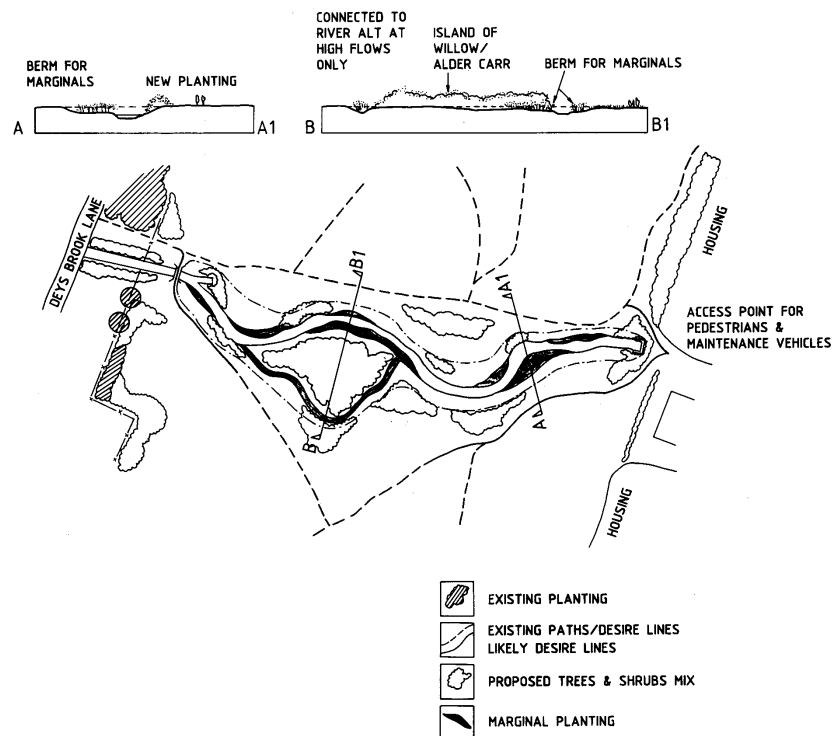 CONNECTED TO
RIVER ALT AT
HIGH FLOWS
ONLY
ISLAND OF
WILLOW/
ALDER CARR
BERM FOR
MARGINALS
NEW PLANTING
BERM FOR MARGINALS
A
A1
B
B1
DEYS BROOK LANE
B1
A1
HOUSING
ACCESS POINT FOR
PEDESTRIANS &
MAINTENANCE VEHICLES
B
A
HOUSING
EXISTING PLANTING
EXISTING PATHS/DESIRE LINES
LIKELY DESIRE LINES
PROPOSED TREES & SHRUBS MIX
MARGINAL PLANTING